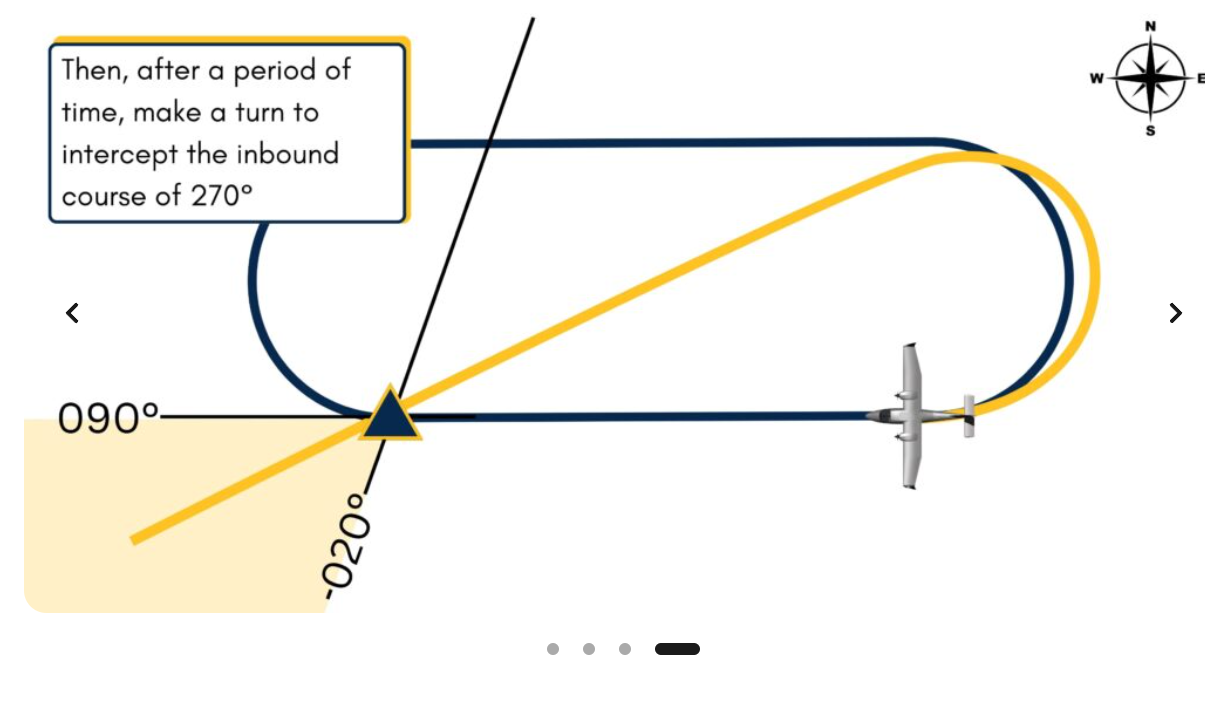 N
W E
S
Then, after a period of
time, make a turn to
intercept the inbound
course of 270°
090°
-020°